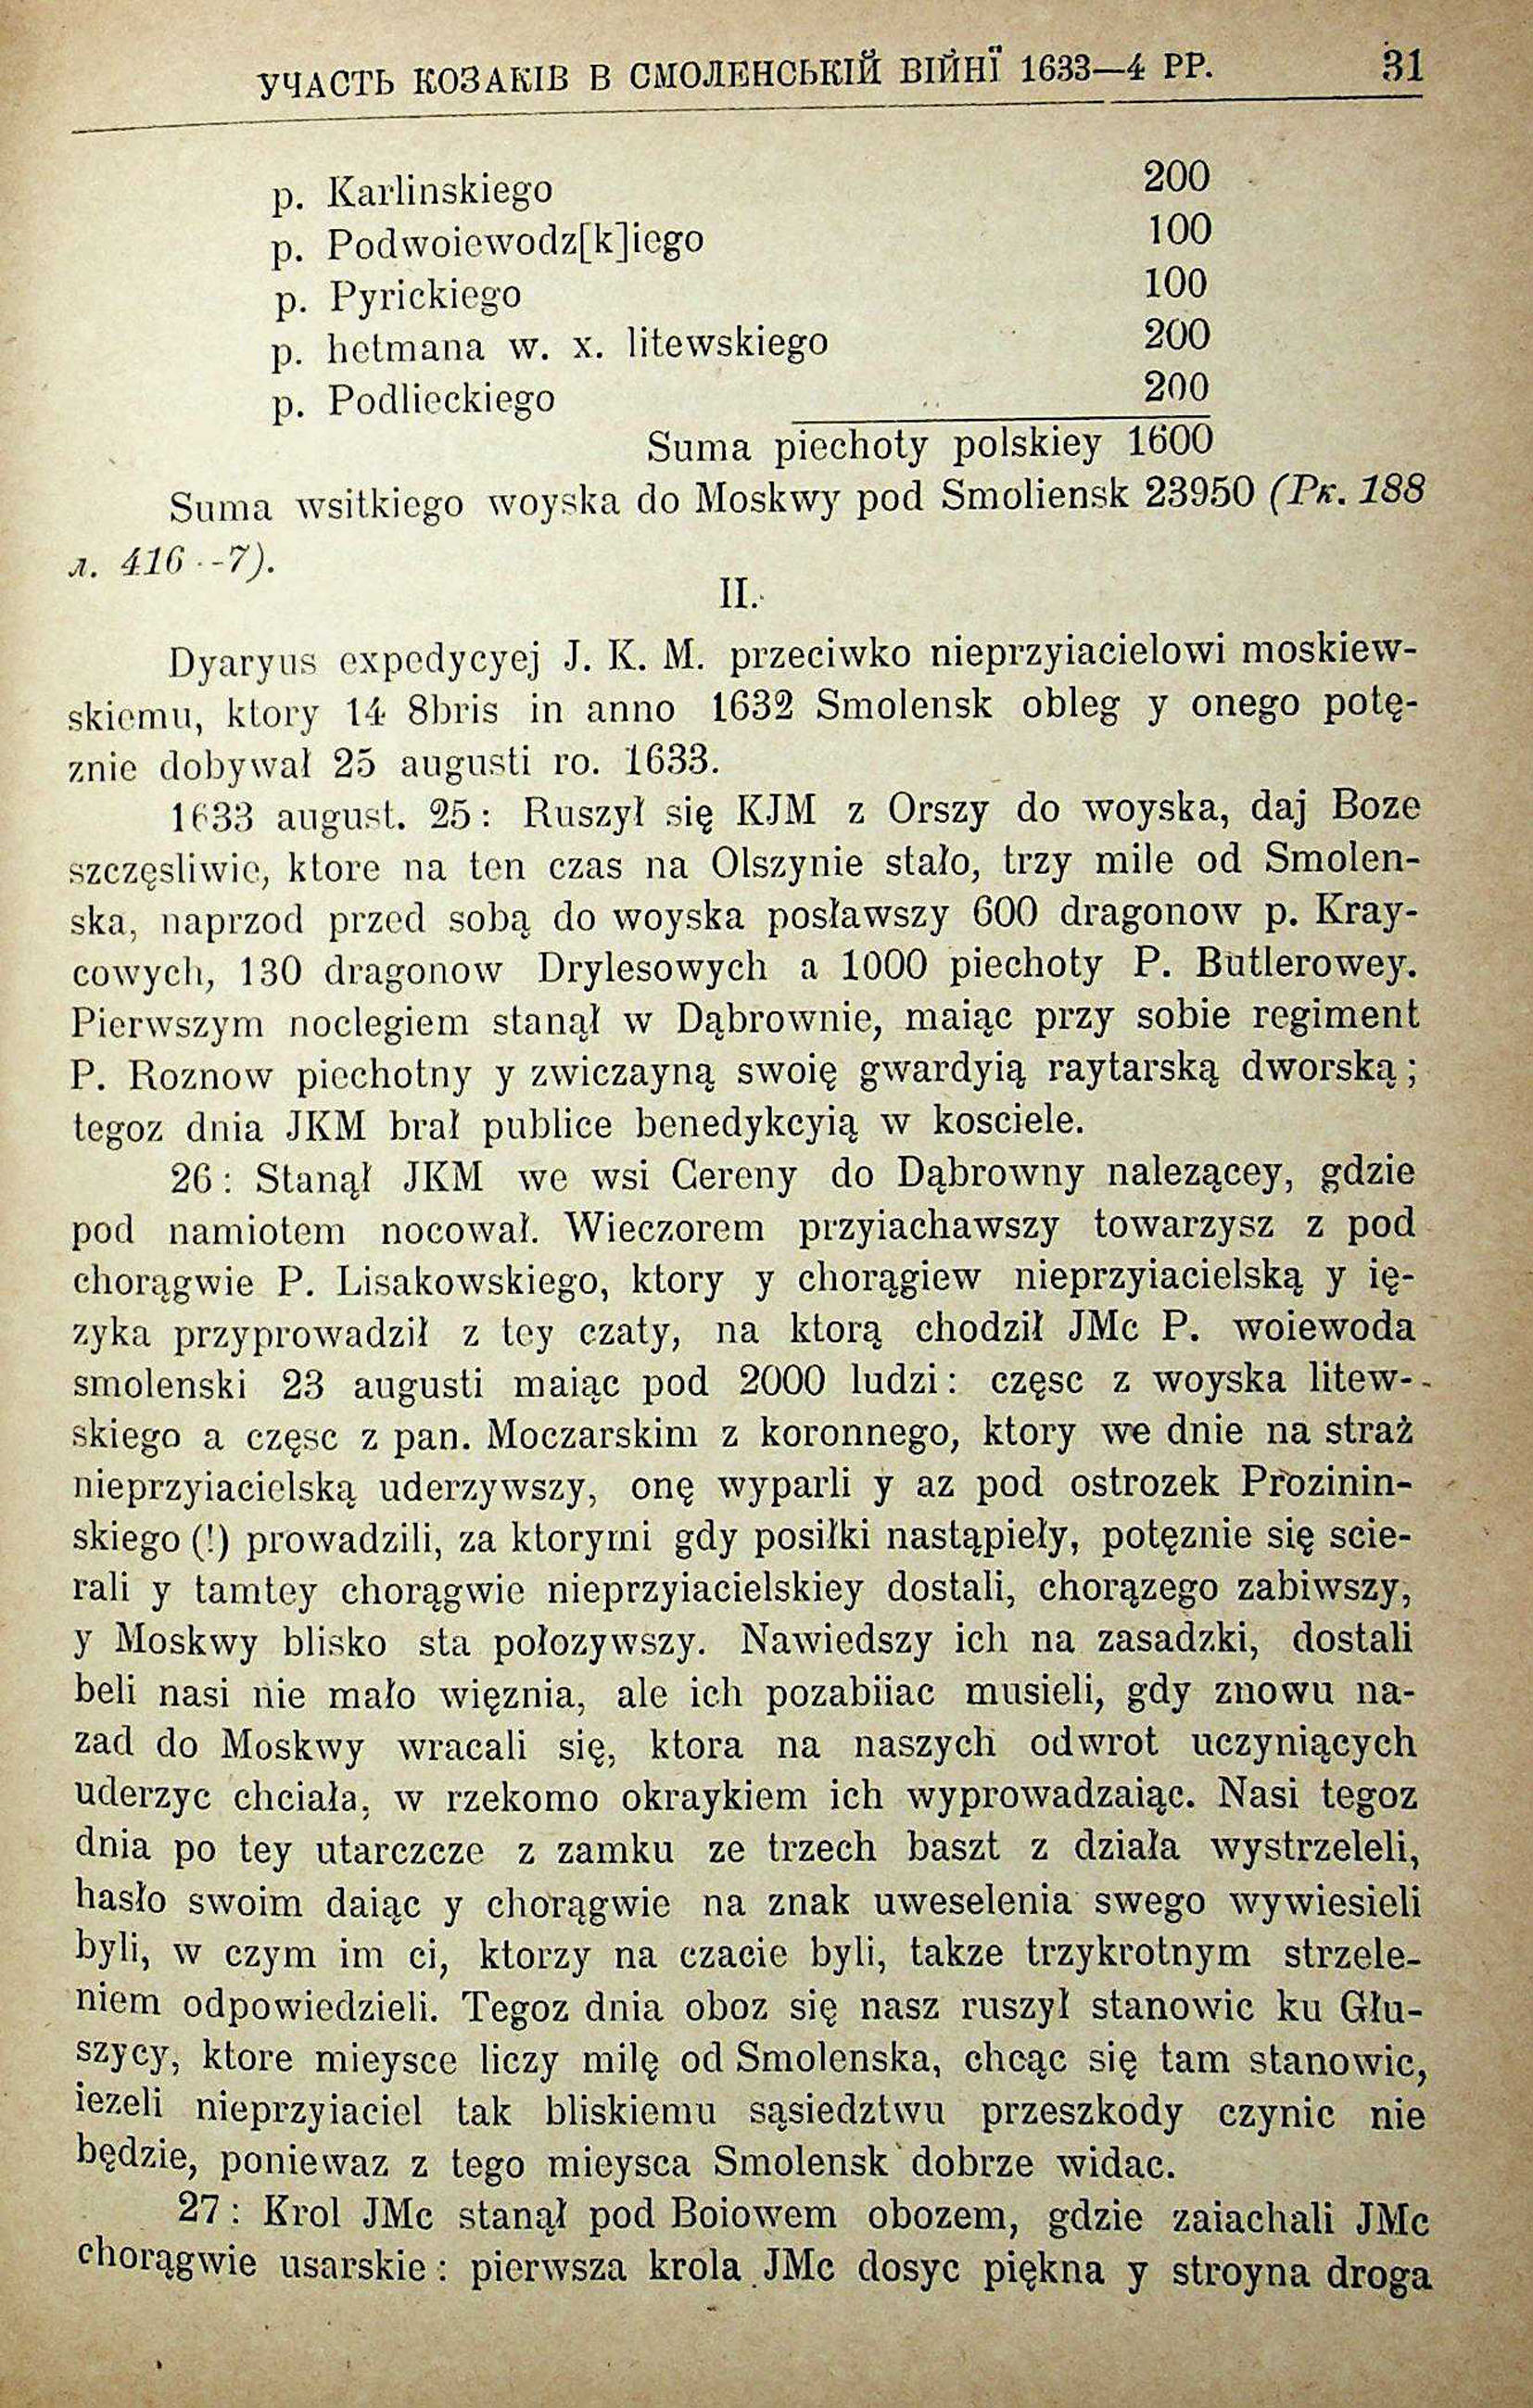 УЧАСТЬ КОЗАКІВ В СМОЛЕНСЬКІЙ ВІЙНЇ 1633—4 РР. 31
p. Karlinskiego 200
p. Podwoiewodz[k]iego 100
p. Pyrickiego 100
p. hetmana w. x. litewskiego 200
p. Podlieckiego 200
Suma piechoty polskiey 1600
Suma wsitkiego woyska do Moskwy pod Smoliensk 23950 (Рк. 188
л. 416--7).
II.
Dyaryus expedycyej J. K. M. przeciwko nieprzyiacielowi moskiew-
skiemu, ktory 14 8bris in anno 1632 Smolensk obleg y onego potę-
znie dobywał 25 augusti ro. 1633.
1633 august. 25: Ruszył się KJM z Orszy do woyska, daj Boze
szczęsliwie, ktore na ten czas na Olszynie stało, trzy mile od Smolen-
ska, naprzod przed sobą do woyska posławszy 600 dragonow p. Kray-
cowych, 130 dragonow Drylesowych a 1000 piechoty P. Butlerowey.
Pierwszym noclegiem stanął w Dąbrownie, maiąc przy sobie regiment
P. Roznow piechotny y zwiczayną swoię gwardyią raytarską dworską;
tegoz dnia JKM brał publice benedykcyią w kosciele.
26: Stanął JKM we wsi Cereny do Dąbrowny nalezącey, gdzie
pod namiotem nocował. Wieczorem przyiachawszy towarzysz z pod
chorągwie P. Lisakowskiego, ktory y chorągiew nieprzyiacielską y ię-
zyka przyprowadził z tey czaty, na ktorą chodził JMc P. woiewoda
smolenski 23 augusti maiąc pod 2000 ludzi: częsc z woyska litew-
skiego a częsc z pan. Moczarskim z koronnego, ktory we dnie na straż
nieprzyiacielską uderzywszy, onę wyparli y az pod ostrozek Prozinin-
skiego (!) prowadzili, za ktorymi gdy posiłki nastąpieły, potęznie się scie-
rali y tamtey chorągwie nieprzyiacielskiey dostali, chorązego zabiwszy,
y Moskwy blisko sta położywszy. Nawiedszy ich na zasadzki, dostali
beli nasi nie mało więznia, ale ich pozabiiac musieli, gdy znowu na-
zad do Moskwy wracali się, ktora na naszych odwrot uczyniących
uderzyc chciała, w rzekomo okraykiem ich wyprowadzaiąc. Nasi tegoz
dnia po tey utarczcze z zamku ze trzech baszt z działa wystrzeleli,
hasło swoim daiąc y chorągwie na znak uweselenia swego wywiesieli
byli, w czym im ci, ktorzy na czacie byli, takze trzykrotnym strzele-
niem odpowiedzieli. Tegoz dnia oboz się nasz ruszył stanowic ku Głu-
szycy, ktore mieysce liczy milę od Smolenska, chcąc się tam stanowic,
iezeli nieprzyiaciel tak bliskiemu sąsiedztwu przeszkody czynic nie
będzie, poniewaz z tego mieysca Smolensk dobrze widac.
27: Krol JMc stanął pod Boiowem obozem, gdzie zaiachali JMc
chorągwie usarskie: pierwsza krola JMc dosyc piękna y stroyna droga